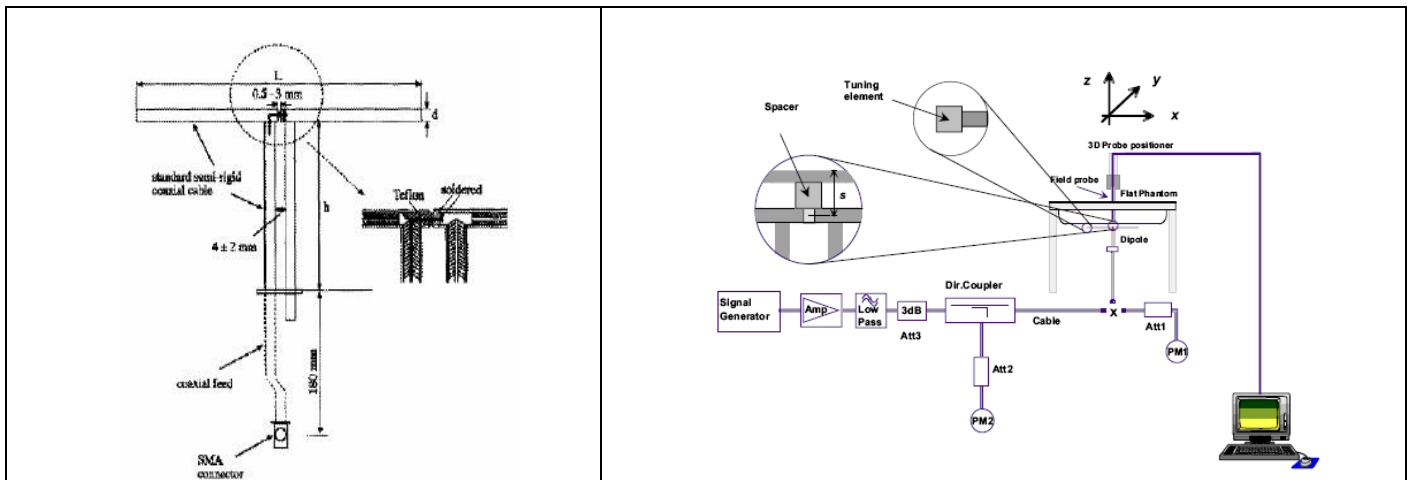 L
0.5 - 3 mm
d
standard semi-rigid
coaxial cable
Teflon
soldered
h
4 ± 2 mm
coaxial feed
180 mm
SMA
connector
Tuning
element
Spacer
s
z
y
x
3D Probe positioner
Field probe
Flat Phantom
Dipole
Signal
Generator
Amp
Low
Pass
3dB
Att3
Dir.Coupler
Cable
x
Att1
PM1
Att2
PM2